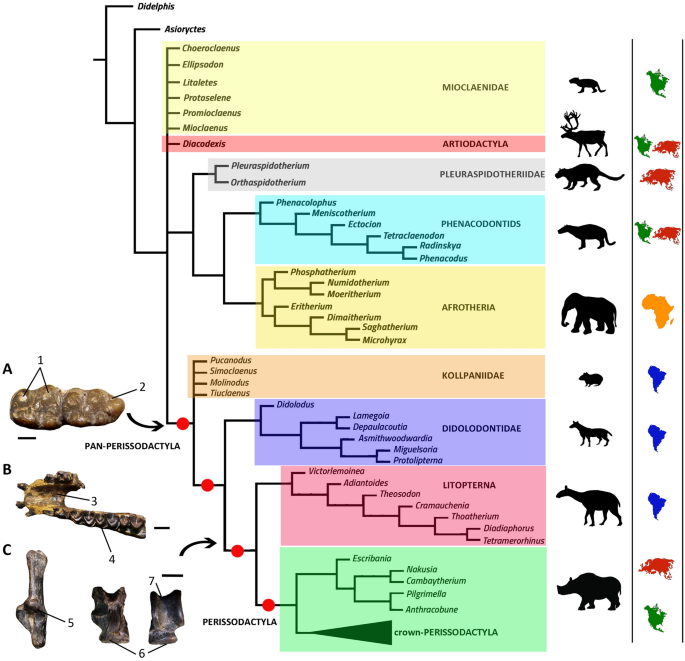 Didelphis
Asioryctes
Choeroclaenus
Ellipsodon
Litaletes
MIOCLAENIDAE
Protoselene
Promioclaenus
Mioclaenus
Diacodexis
ARTIODACTYLA
Pleuraspidotherium
PLEURASPIDOTHERIIDAE
Orthaspidotherium
Phenacolophus
Meniscotherium
PHENACODONTIDS
Ectocion
Tetraclaenodon
Radinskya
Phenacodus
Phosphatherium
Numidotherium
Moeritherium
Eritherium
AFROTHERIA
Dimaitherium
Saghatherium
Microhyrax
A
1
2
Pucanodus
Simoclaenus
KOLLPANIIDAE
Molinodus
Tiuclaenus
PAN-PERISSODACTYLA
Didolodus
Lamegoia
Depaulacoutia
DIDOLODONTIDAE
Asmithwoodwardia
Miguelsoria
Protolipterna
B
3
4
Victorlemoinea
Adiantoides
LITOPTERNA
Theosodon
Cramauchenia
Thoatherium
Diadiaphorus
Tetramerorhinus
C
5
6
7
PERISSODACTYLA
Escribania
Nakusia
Cambaytherium
Pilgrimella
Anthracobune
crown-PERISSODACTYLA